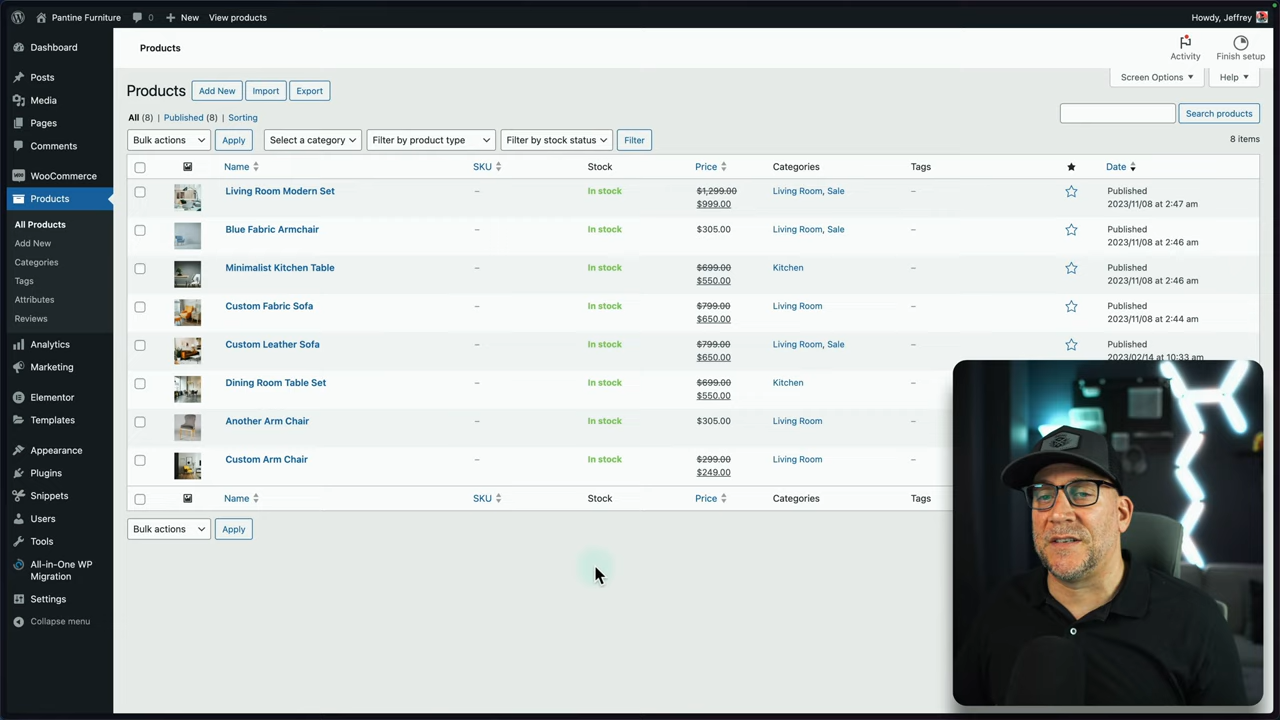 Pantine Furniture 0 New View products Howdy, Jeffrey
Dashboard
Posts
Media
Pages
Comments
WooCommerce
Products
All Products
Add New
Categories
Tags
Attributes
Reviews
Analytics
Marketing
Elementor
Templates
Appearance
Plugins
Snippets
Users
Tools
All-in-One WP
Migration
Settings
Collapse menu
Products
Activity Finish setup
Screen Options Help
Products Add New Import Export
All (8) | Published (8) | Sorting
Search products
Bulk actions Apply Select a category Filter by product type Filter by stock status Filter 8 items
Name SKU Stock Price Categories Tags Date
Living Room Modern Set – In stock $1,299.00 Living Room, Sale – Published
$999.00 2023/11/08 at 2:47 am
Blue Fabric Armchair – In stock $305.00 Living Room, Sale – Published
2023/11/08 at 2:46 am
Minimalist Kitchen Table – In stock $699.00 Kitchen – Published
$550.00 2023/11/08 at 2:46 am
Custom Fabric Sofa – In stock $799.00 Living Room – Published
$650.00 2023/11/08 at 2:44 am
Custom Leather Sofa – In stock $799.00 Living Room, Sale – Published
$650.00 2023/02/14 at 10:33 am
Dining Room Table Set – In stock $699.00 Kitchen –
$550.00
Another Arm Chair – In stock $305.00 Living Room –
Custom Arm Chair – In stock $299.00 Living Room –
$249.00
Name SKU Stock Price Categories Tags
Bulk actions Apply